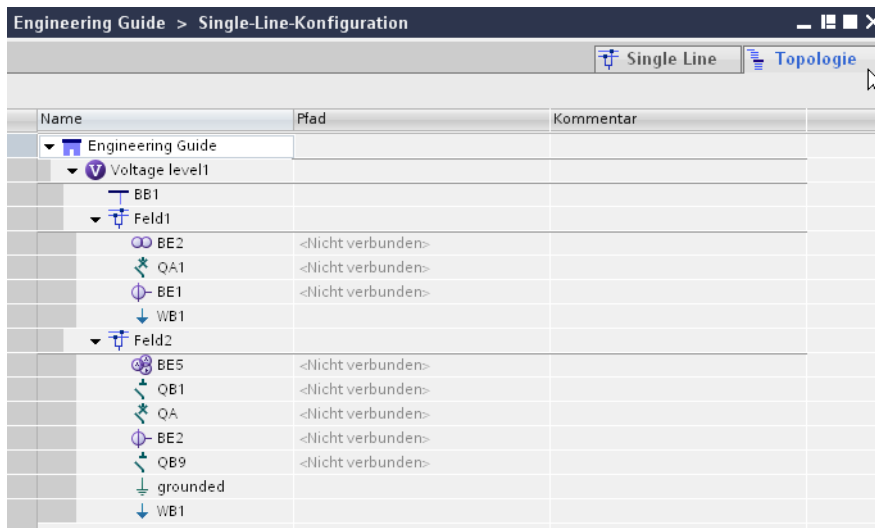 Engineering Guide > Single-Line-Konfiguration
Single Line Topologie
Name Pfad Kommentar
Engineering Guide
V Voltage level1
BB1
Feld1
BE2 <Nicht verbunden>
QA1 <Nicht verbunden>
BE1 <Nicht verbunden>
WB1
Feld2
BE5 <Nicht verbunden>
QB1 <Nicht verbunden>
QA <Nicht verbunden>
BE2 <Nicht verbunden>
QB9 <Nicht verbunden>
grounded
WB1